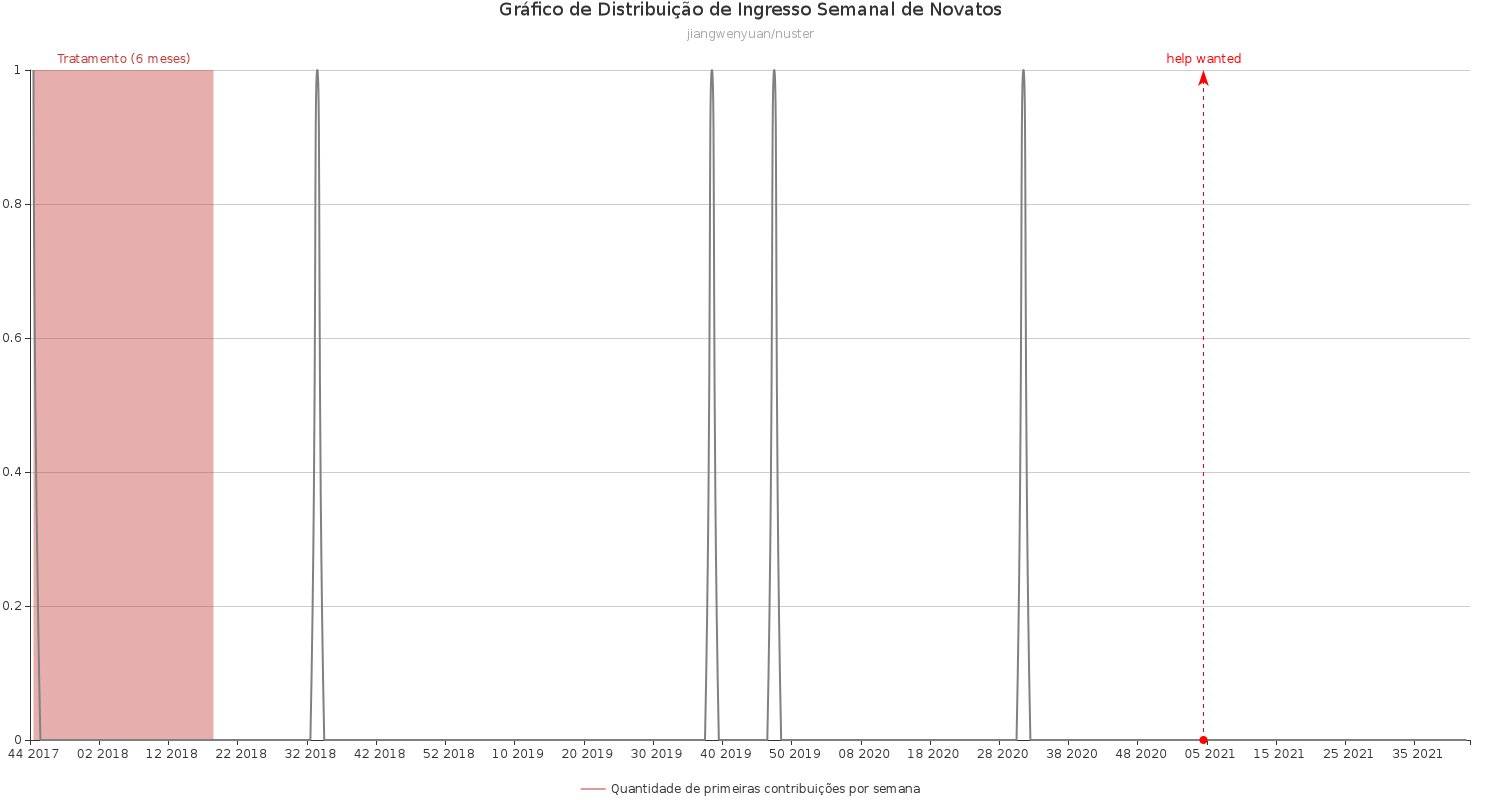 Gráfico de Distribuição de Ingresso Semanal de Novatos
jiangwenyuan/nuster
Tratamento (6 meses)
help wanted
1
0.8
0.6
0.4
0.2
0
44 2017 02 2018 12 2018 22 2018 32 2018 42 2018 52 2018 10 2019 20 2019 30 2019 40 2019 50 2019 08 2020 18 2020 28 2020 38 2020 48 2020 05 2021 15 2021 25 2021 35 2021
Quantidade de primeiras contribuições por semana